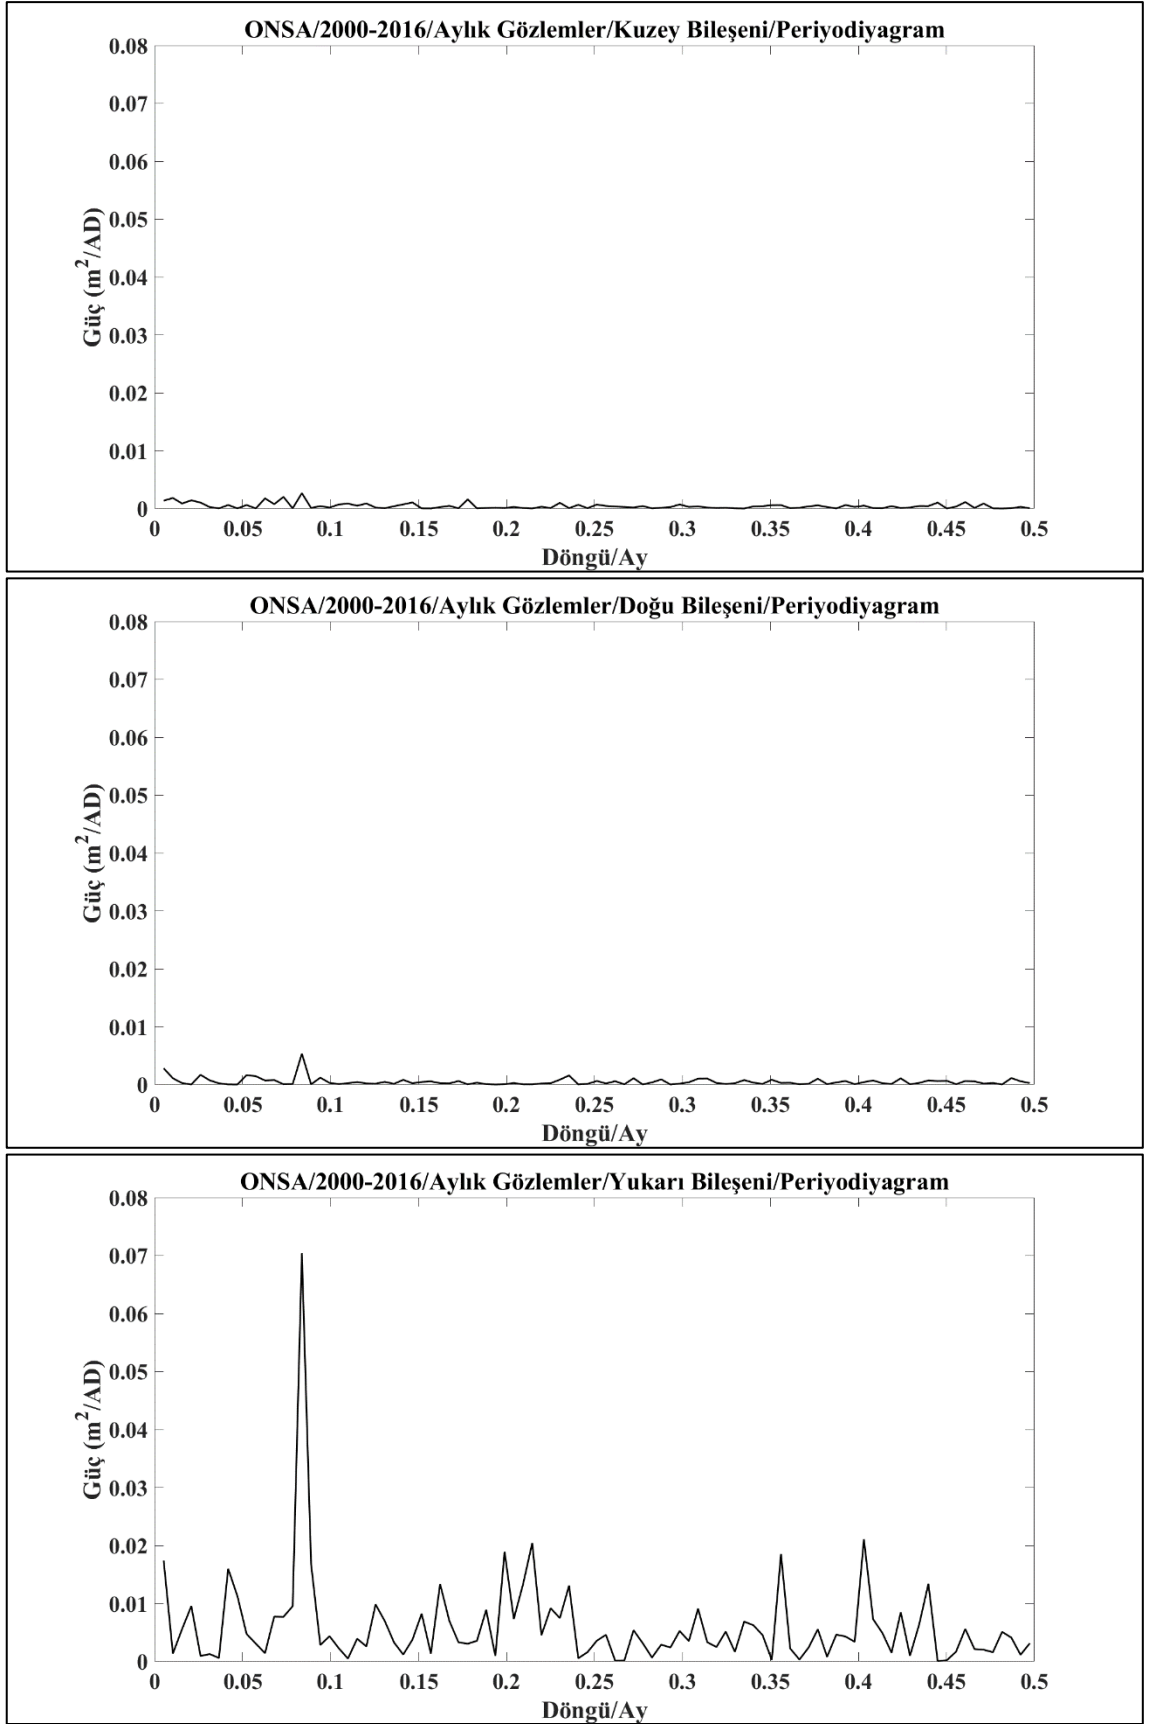 ONSA/2000-2016/Aylık Gözlemler/Kuzey Bileşeni/Periyodiyagram
0.08
0.07
0.06
0.05
0.04
0.03
0.02
0.01
0
Güç (m²/AD)
0 0.05 0.1 0.15 0.2 0.25 0.3 0.35 0.4 0.45 0.5
Döngü/Ay
ONSA/2000-2016/Aylık Gözlemler/Doğu Bileşeni/Periyodiyagram
0.08
0.07
0.06
0.05
0.04
0.03
0.02
0.01
0
Güç (m²/AD)
0 0.05 0.1 0.15 0.2 0.25 0.3 0.35 0.4 0.45 0.5
Döngü/Ay
ONSA/2000-2016/Aylık Gözlemler/Yukarı Bileşeni/Periyodiyagram
0.08
0.07
0.06
0.05
0.04
0.03
0.02
0.01
0
Güç (m²/AD)
0 0.05 0.1 0.15 0.2 0.25 0.3 0.35 0.4 0.45 0.5
Döngü/Ay